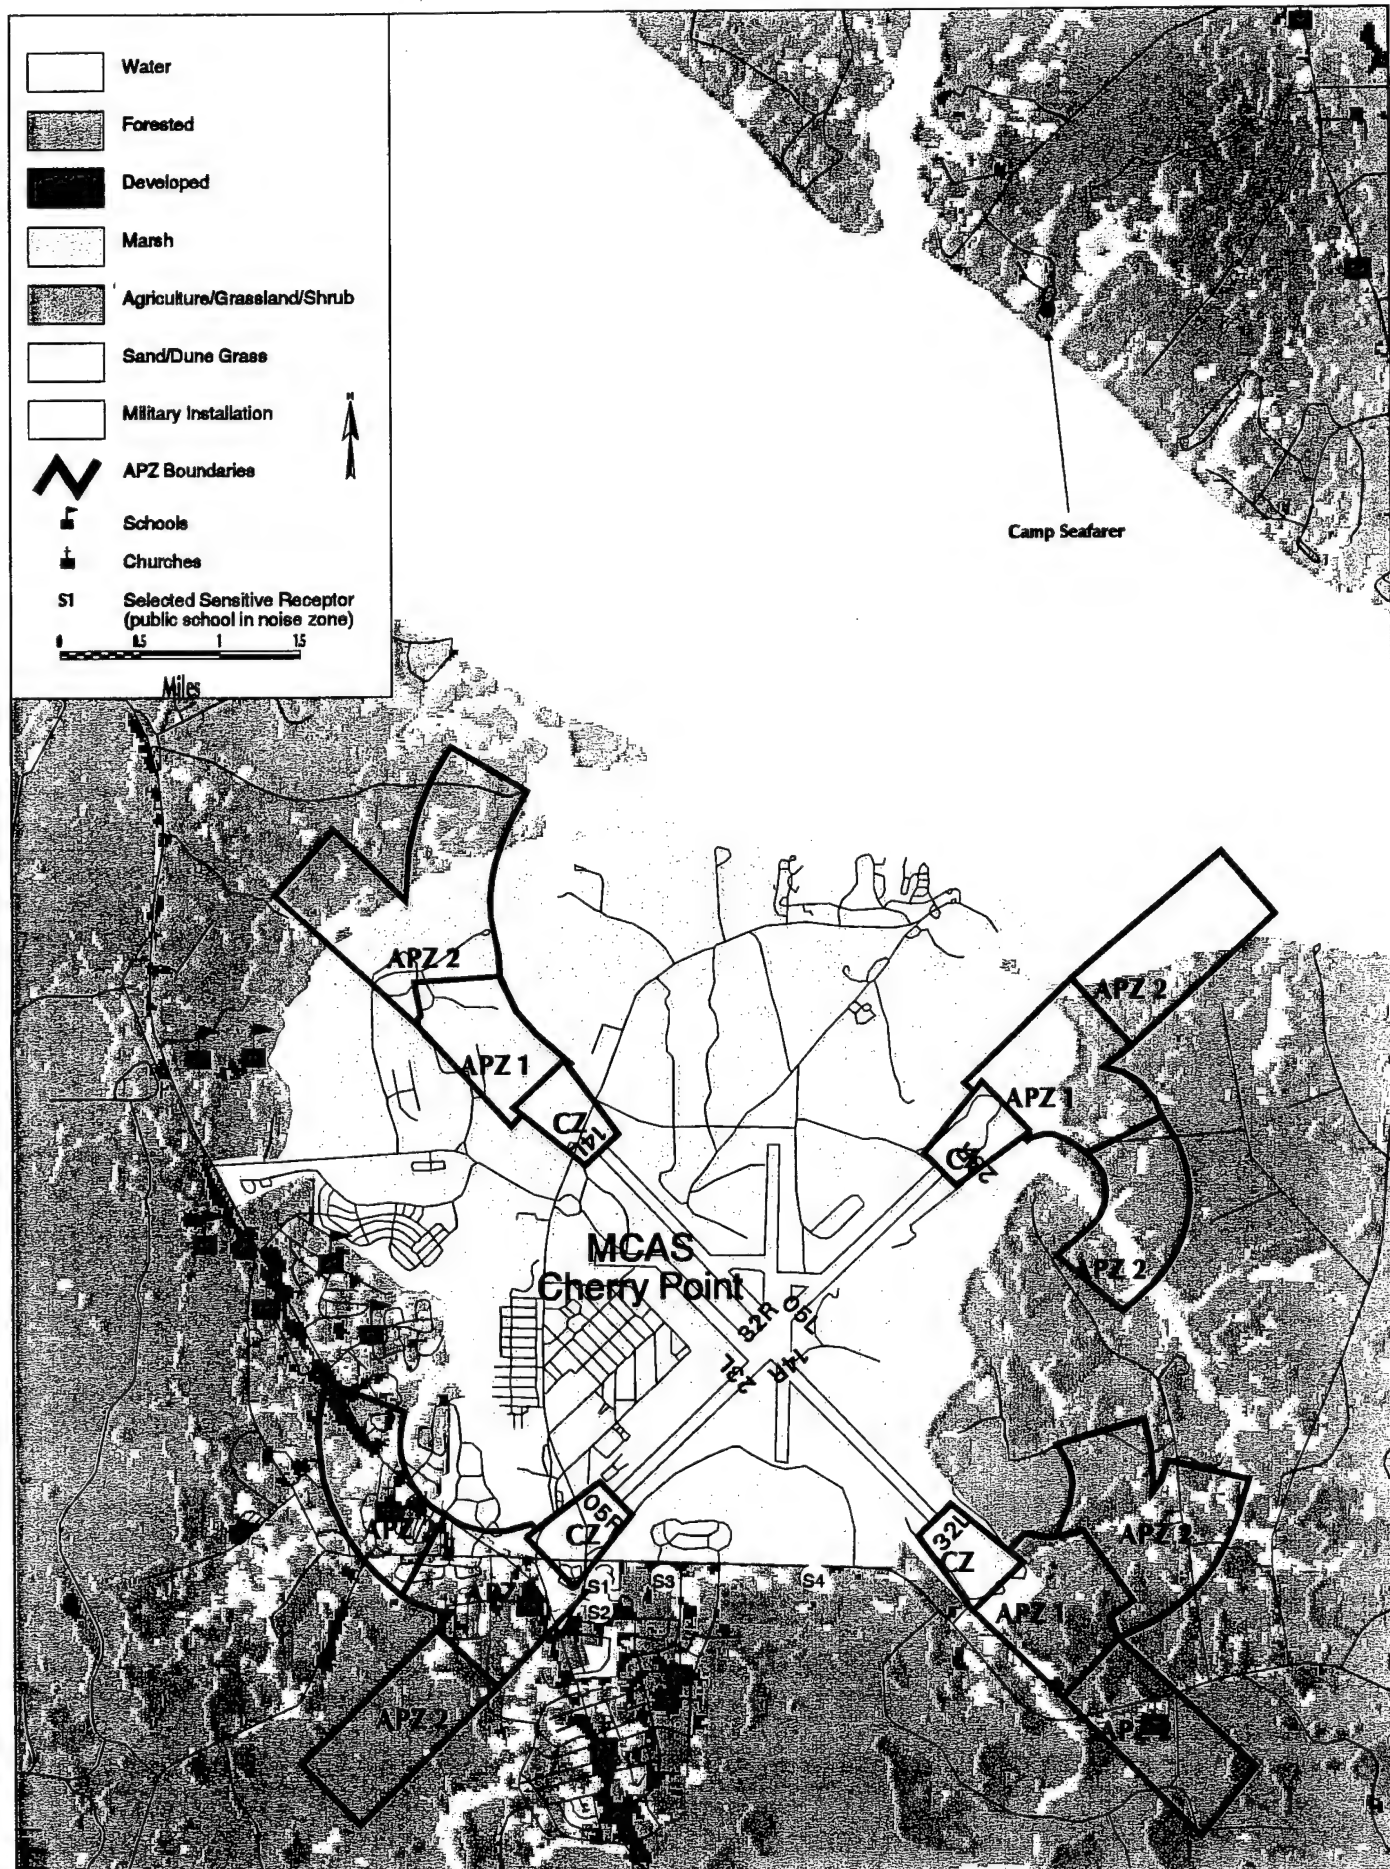 Water
Forested
Developed
Marsh
Agriculture/Grassland/Shrub
Sand/Dune Grass
Military Installation
N
APZ Boundaries
Schools
Churches
S1 Selected Sensitive Receptor
(public school in noise zone)
0 0.5 1 1.5
Miles
Camp Seafarer
APZ 2
APZ 2
APZ 1
APZ 1
CZ
14L
CZ
MCAS
Cherry Point
APZ 2
32R
05L
23L
14R
05R
CZ
32L
CZ
APZ 2
APZ
S1
S3
S4
S2
APZ 1
APZ 2
APZ